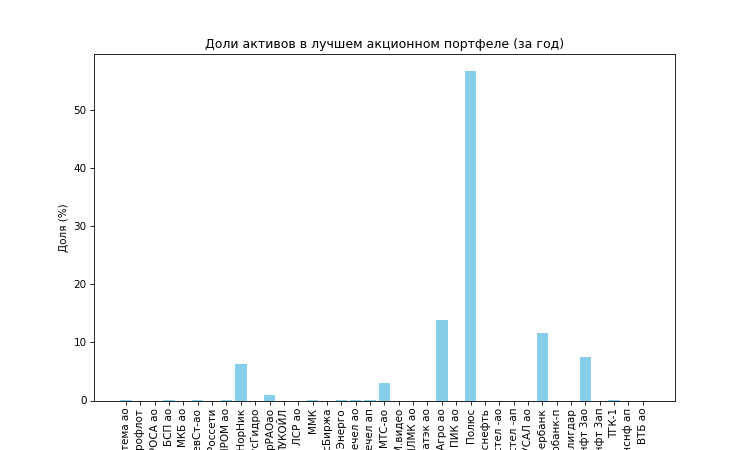 Доли активов в лучшем акционном портфеле (за год)
Доля (%)
50
40
30
20
10
0
тема ао
рофлот
РОСА ао
БСП ао
МКБ ао
евСт-ао
Россети
ПРОМ ао
НорНик
сГидро
рРАОао
ЛУКОЙЛ
ЛСР ао
ММК
сБиржа
Энерго
ечел ао
ечел ап
МТС-ао
М.видео
ЛМК ао
атэк ао
Агро ао
ПИК ао
Полюс
снефть
стел -ао
стел -ап
УСАЛ ао
ербанк
рбанк-п
лигдар
нфт 3ао
нфт 3ап
ТГК-1
нснф ап
ВТБ ао